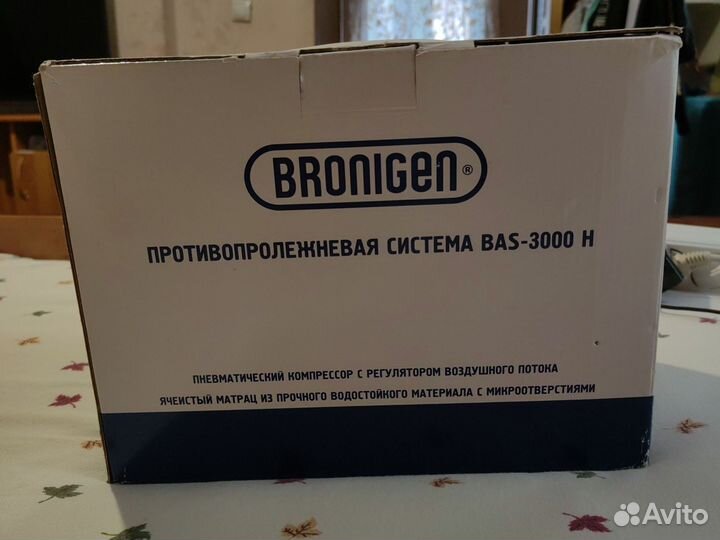 BRONIGEN®
ПРОТИВОПРОЛЕЖНЕВАЯ СИСТЕМА BAS-3000 H
ПНЕВМАТИЧЕСКИЙ КОМПРЕССОР С РЕГУЛЯТОРОМ ВОЗДУШНОГО ПОТОКА
ЯЧЕИСТЫЙ МАТРАЦ ИЗ ПРОЧНОГО ВОДОСТОЙКОГО МАТЕРИАЛА С МИКРООТВЕРСТИЯМИ
Avito